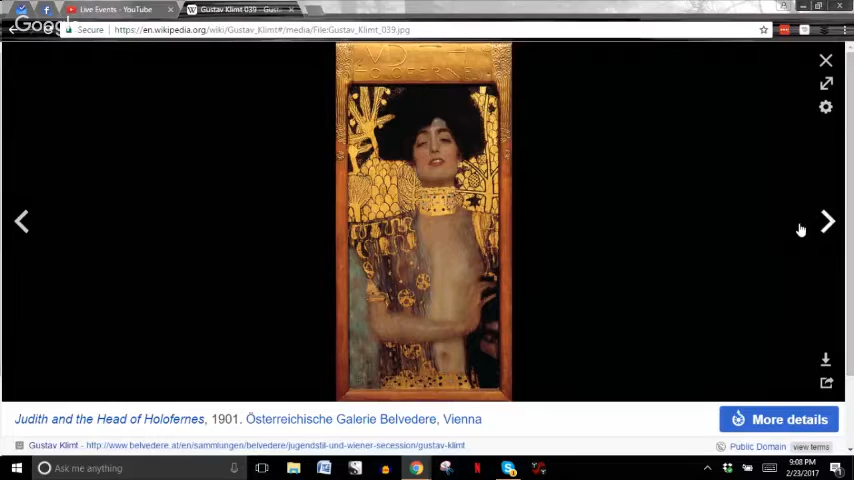 Live Events - YouTube
Gustav Klimt 039 - Gust
Google
Secure
https://en.wikipedia.org/wiki/Gustav_Klimt#/media/File:Gustav_Klimt_039.jpg
Judith and the Head of Holofernes, 1901. Österreichische Galerie Belvedere, Vienna
More details
Gustav Klimt - http://www.belvedere.at/en/sammlungen/belvedere/jugendstil-und-wiener-secession/gustav-klimt
Public Domain
view terms
Ask me anything
9:08 PM
2/23/2017